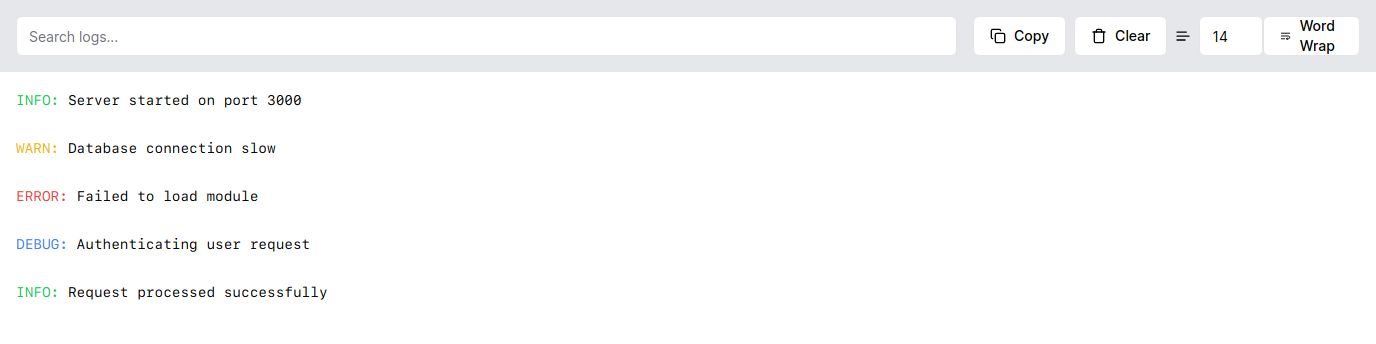 Search logs... Copy Clear 14 Word
Wrap
INFO: Server started on port 3000
WARN: Database connection slow
ERROR: Failed to load module
DEBUG: Authenticating user request
INFO: Request processed successfully